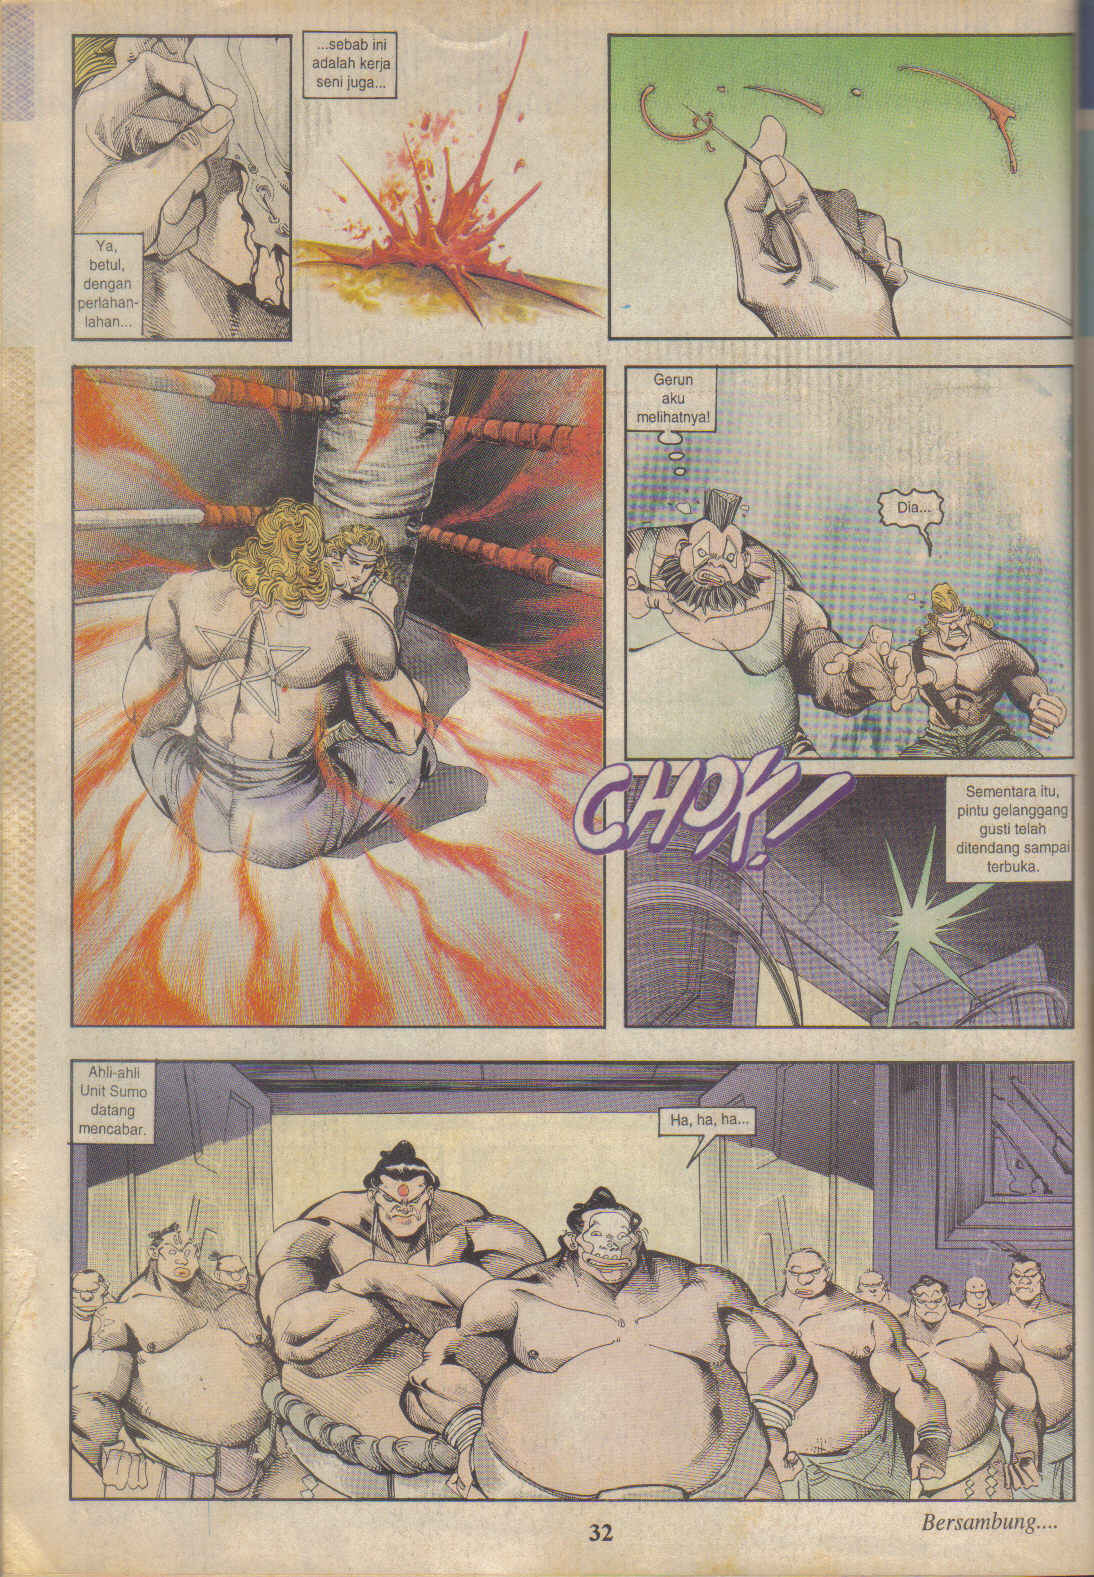 Ya,
betul,
dengan
perlahan-
lahan...
...sebab ini
adalah kerja
seni juga...
Gerun
aku
melihatnya!
Dia...
CHOK!
Sementara itu,
pintu gelanggang
gusti telah
ditendang sampai
terbuka.
Ahli-ahli
Unit Sumo
datang
mencabar.
Ha, ha, ha...
32
Bersambung....